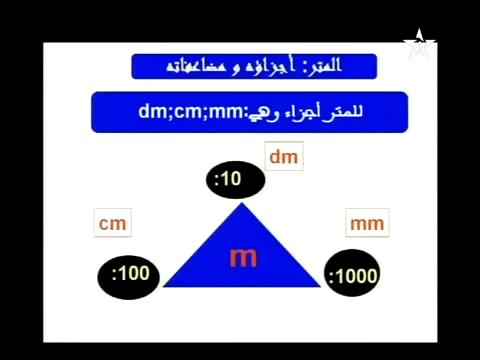 المتر: أجزاؤه و مضاعفاته
للمتر أجزاء وهي:dm;cm;mm
dm
:10
cm
mm
m
:100
:1000